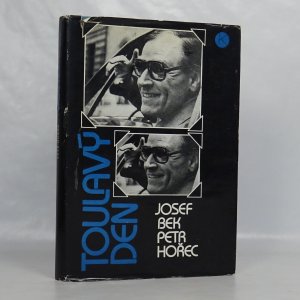 TOULAVÝ
DEN
JOSEF
BEK
PETR
HOŘEC